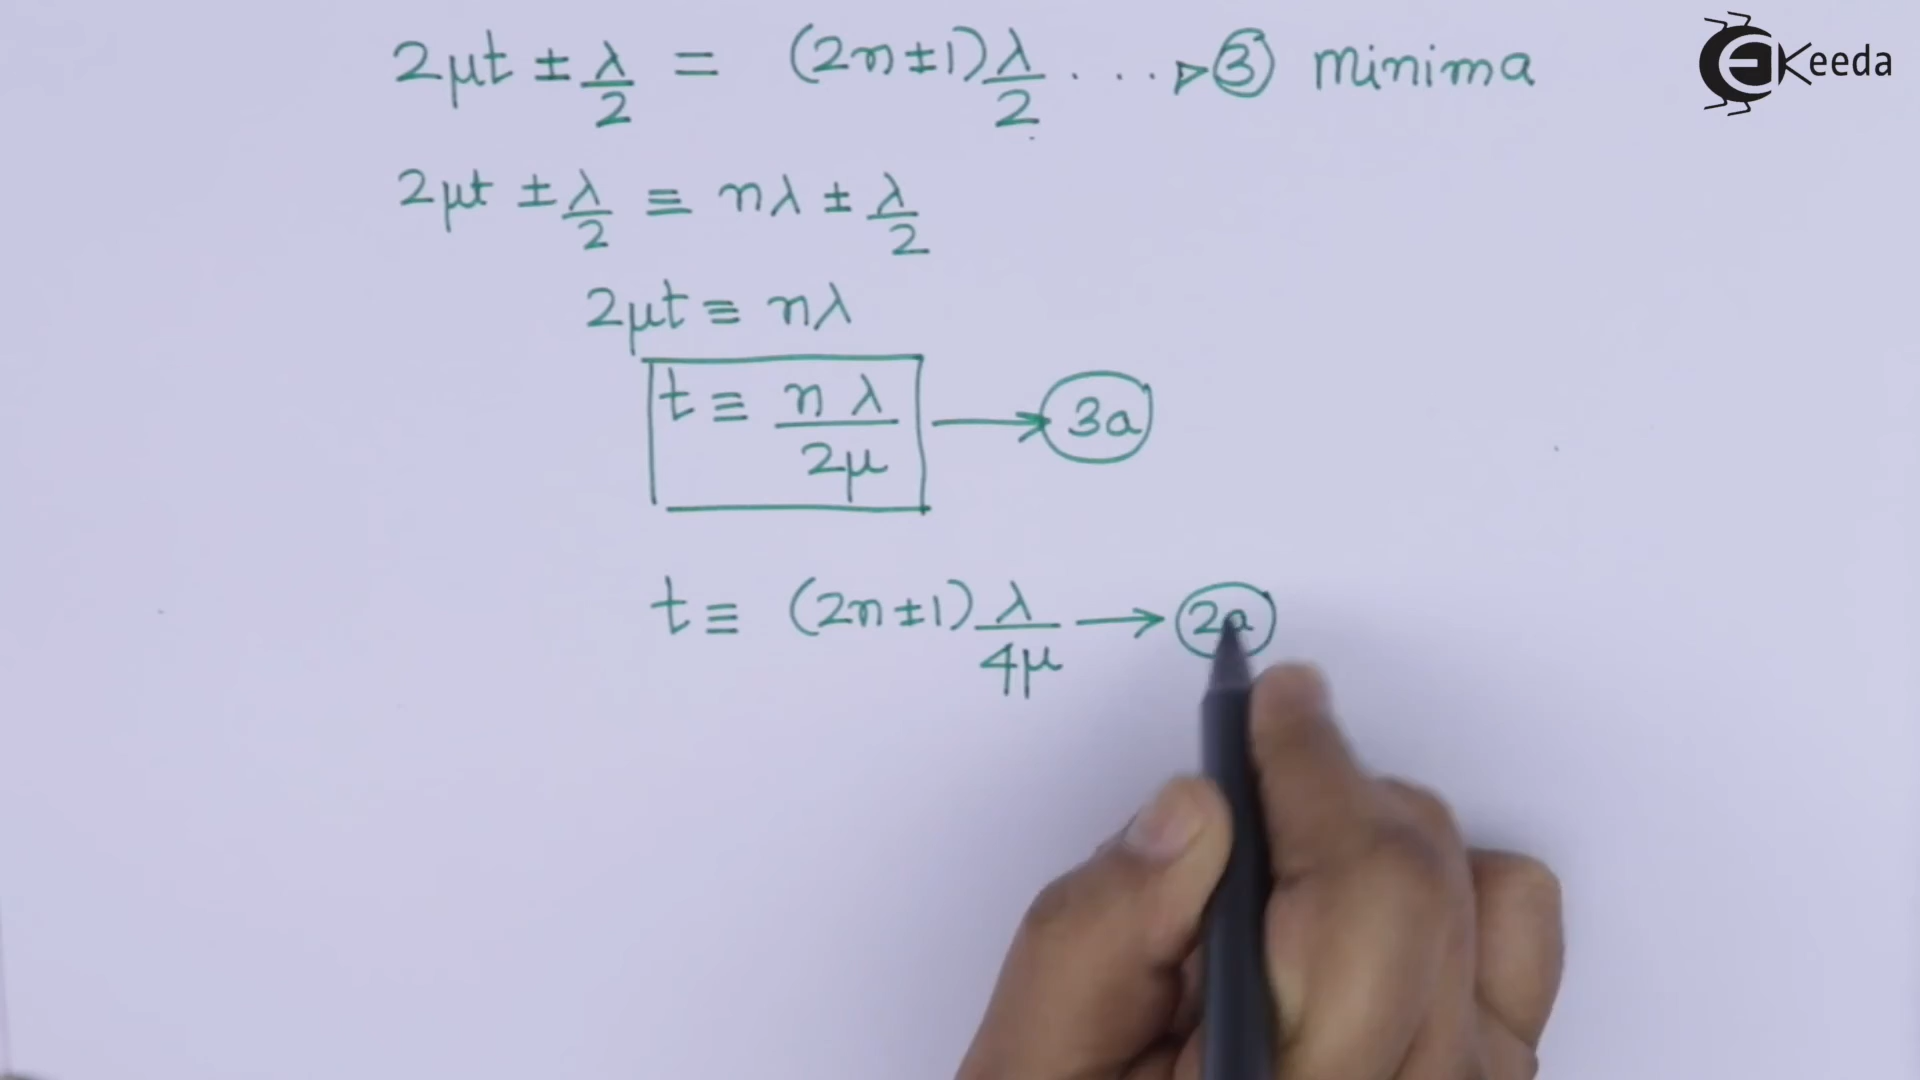 2μt ± λ/2 = (2n±1) λ/2 ...→ ③ minima
EKeeda
2μt ± λ/2 ≡ nλ ± λ/2
2μt ≡ nλ
t ≡ nλ/2μ → 3a
t ≡ (2n±1) λ/4μ → 2a